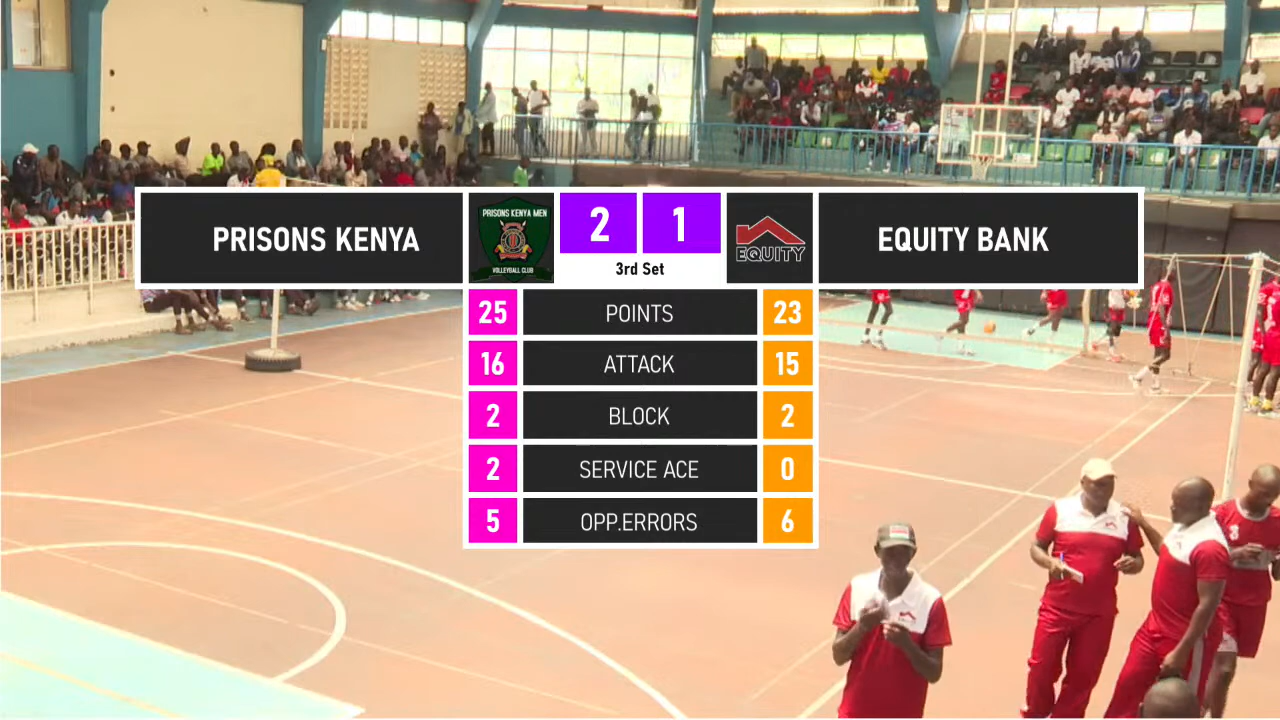 PRISONS KENYA
PRISONS KENYA MEN
VOLLEYBALL CLUB
2 1
3rd Set
EQUITY
EQUITY BANK
25 POINTS 23
16 ATTACK 15
2 BLOCK 2
2 SERVICE ACE 0
5 OPP.ERRORS 6